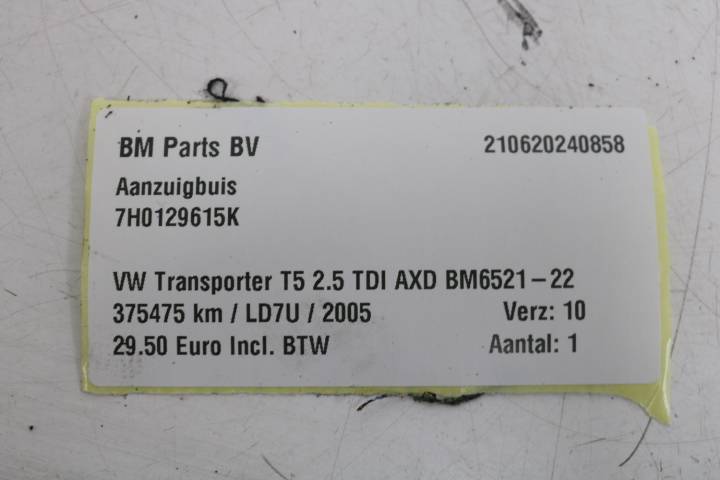 BM Parts BV 210620240858
Aanzuigbuis
7H0129615K
VW Transporter T5 2.5 TDI AXD BM6521-22
375475 km / LD7U / 2005 Verz: 10
29.50 Euro Incl. BTW Aantal: 1